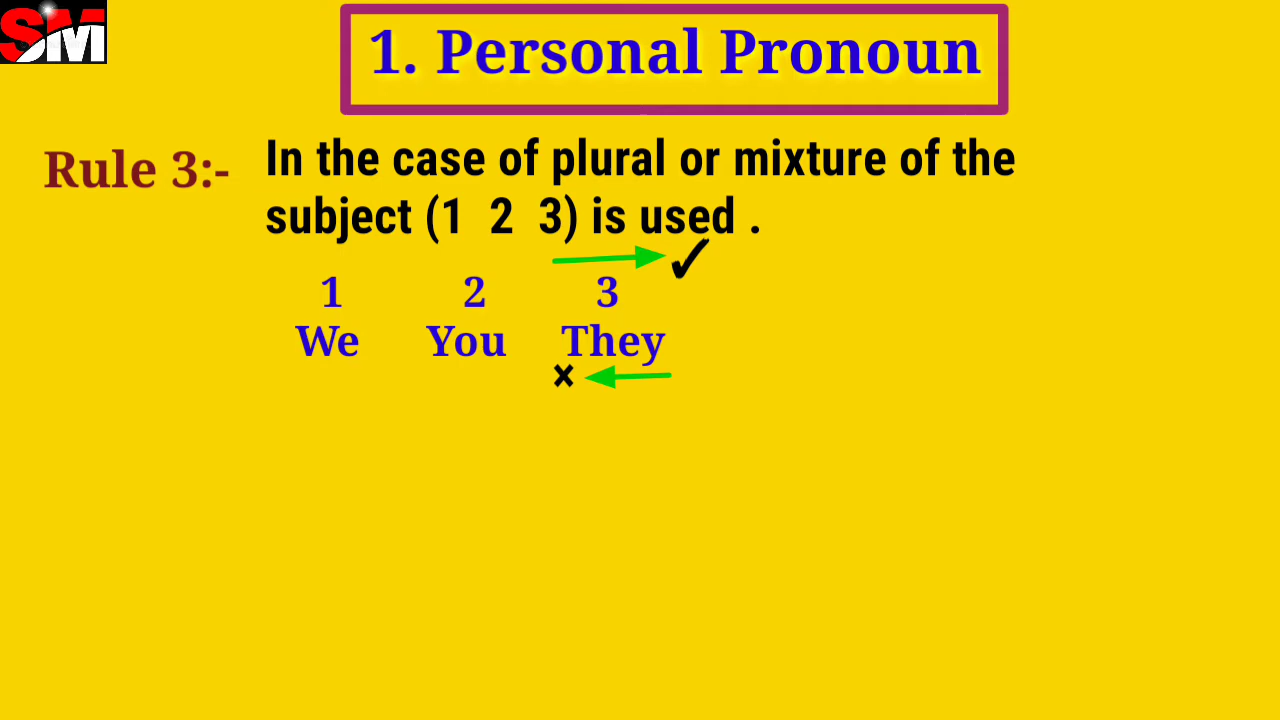 SiM
1. Personal Pronoun
Rule 3:- In the case of plural or mixture of the
subject (1 2 3) is used .
✓
1 2 3
We You They
×